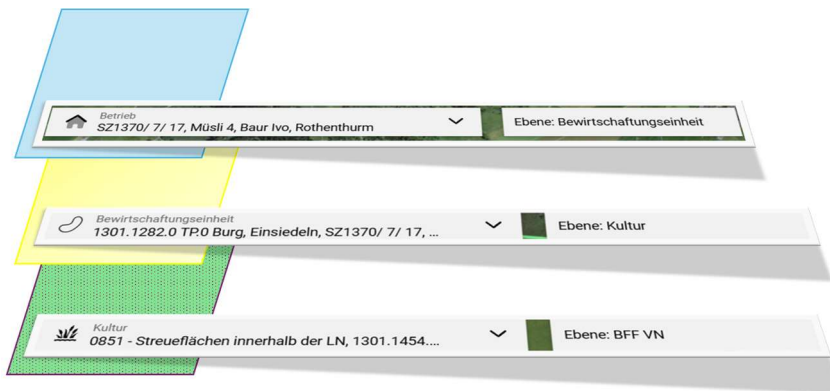 Betrieb
SZ1370/ 7/ 17, Müsli 4, Baur Ivo, Rothenthurm
Ebene: Bewirtschaftungseinheit
Bewirtschaftungseinheit
1301.1282.0 TP.0 Burg, Einsiedeln, SZ1370/ 7/ 17, ...
Ebene: Kultur
Kultur
0851 - Streueflächen innerhalb der LN, 1301.1454....
Ebene: BFF VN